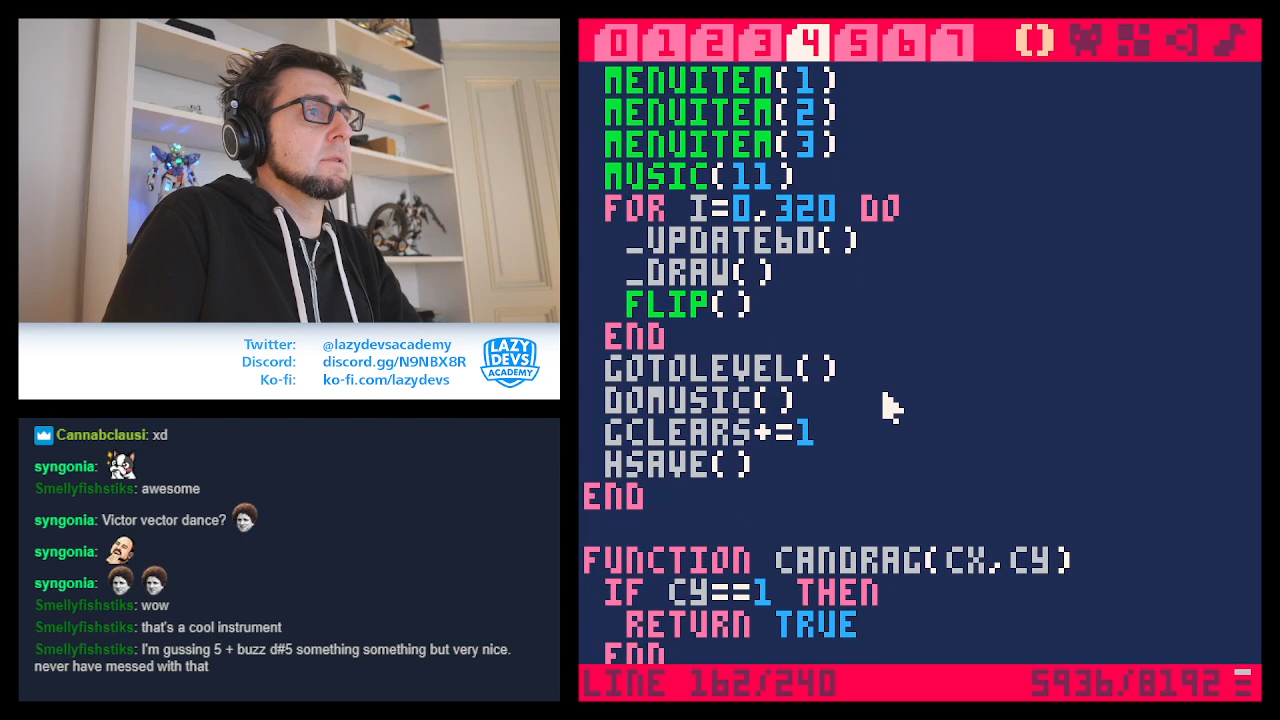 Twitter: @lazydevsacademy
Discord: discord.gg/N9NBX8R
Ko-fi: ko-fi.com/lazydevs
LAZY
DEVS
ACADEMY
Cannabclausi: xd
syngonia:
Smellyfishstiks: awesome
syngonia: Victor vector dance?
syngonia:
syngonia:
Smellyfishstiks: wow
Smellyfishstiks: that's a cool instrument
Smellyfishstiks: I'm gussing 5 + buzz d#5 something something but very nice.
never have messed with that
0 1 2 3 4 5 6 7 ()
MENUITEM(1)
MENUITEM(2)
MENUITEM(3)
MUSIC(11)
FOR I=0,320 DO
_UPDATE60()
_DRAW()
FLIP()
END
GOTOLEVEL()
DOMUSIC()
GCLEARS+=1
HSAVE()
END
FUNCTION CANDRAG(CX,CY)
IF CY==1 THEN
RETURN TRUE
END
LINE 162/240 5936/8192